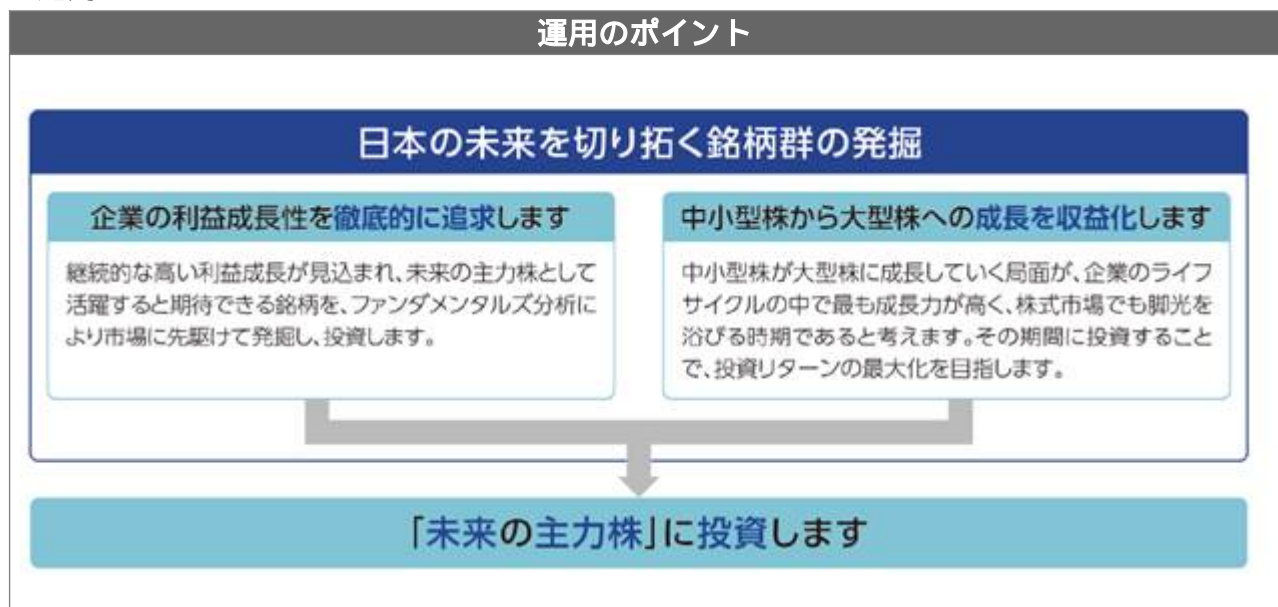 運用のポイント
日本の未来を切り拓く銘柄群の発掘
企業の利益成長性を徹底的に追求します
継続的な高い利益成長が見込まれ、未来の主力株として
活躍すると期待できる銘柄を、ファンダメンタルズ分析に
より市場に先駆けて発掘し、投資します。
中小型株から大型株への成長を収益化します
中小型株が大型株に成長していく局面が、企業のライフ
サイクルの中で最も成長力が高く、株式市場でも脚光を
浴びる時期であると考えます。その期間に投資すること
で、投資リターンの最大化を目指します。
「未来の主力株」に投資します